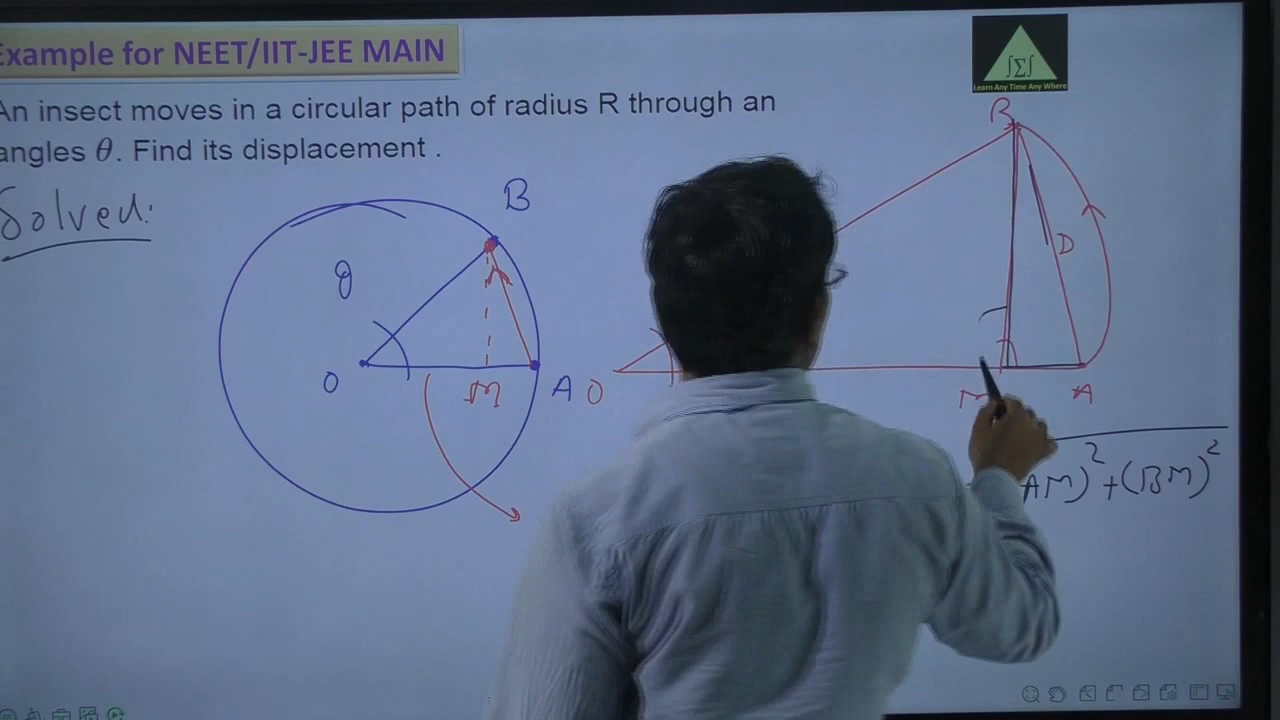 Example for NEET/IIT-JEE MAIN
∫∑∫
Learn Any Time Any Where
An insect moves in a circular path of radius R through an
angles θ. Find its displacement .
Solved:
B
θ
O
M
A
B
D
O
M
A
AM)² + (BM)²